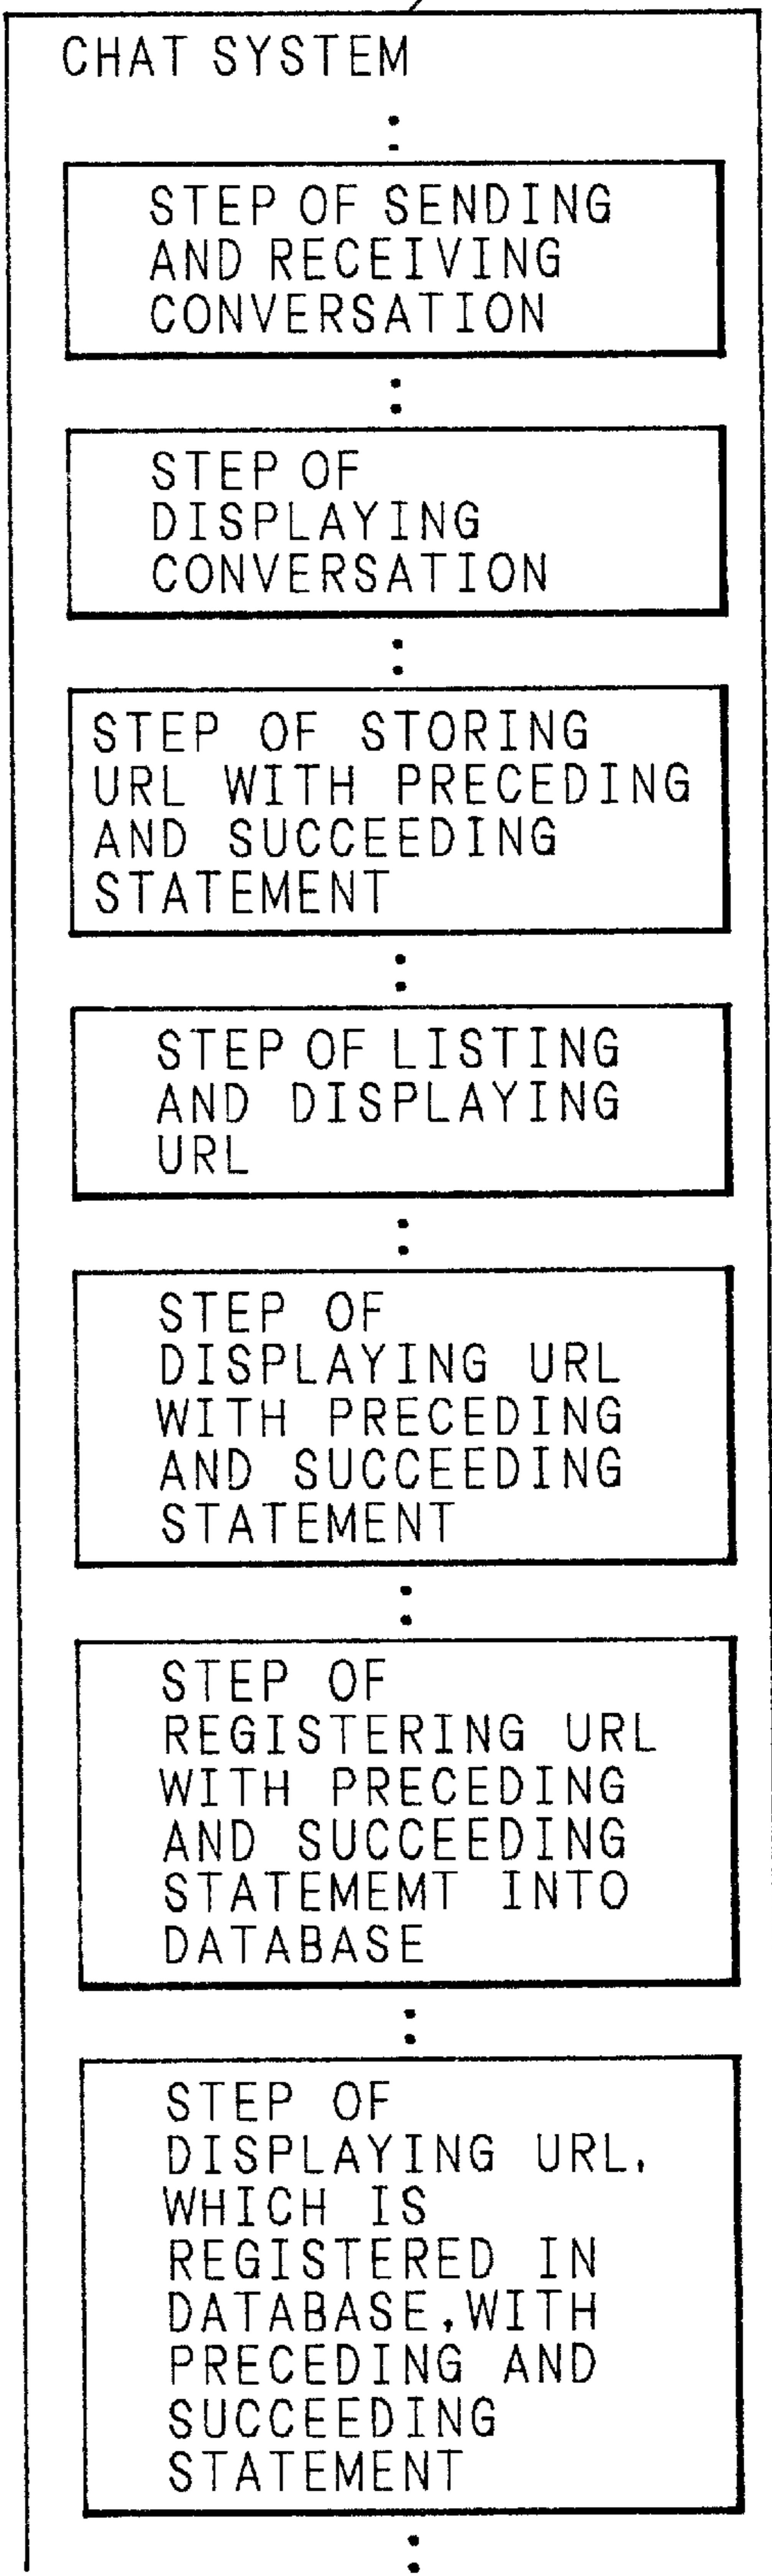 CHAT SYSTEM
STEP OF SENDING
AND RECEIVING
CONVERSATION
STEP OF
DISPLAYING
CONVERSATION
STEP OF STORING
URL WITH PRECEDING
AND SUCCEEDING
STATEMENT
STEP OF LISTING
AND DISPLAYING
URL
STEP OF
DISPLAYING URL
WITH PRECEDING
AND SUCCEEDING
STATEMENT
STEP OF
REGISTERING URL
WITH PRECEDING
AND SUCCEEDING
STATEMEMT INTO
DATABASE
STEP OF
DISPLAYING URL,
WHICH IS
REGISTERED IN
DATABASE,WITH
PRECEDING AND
SUCCEEDING
STATEMENT